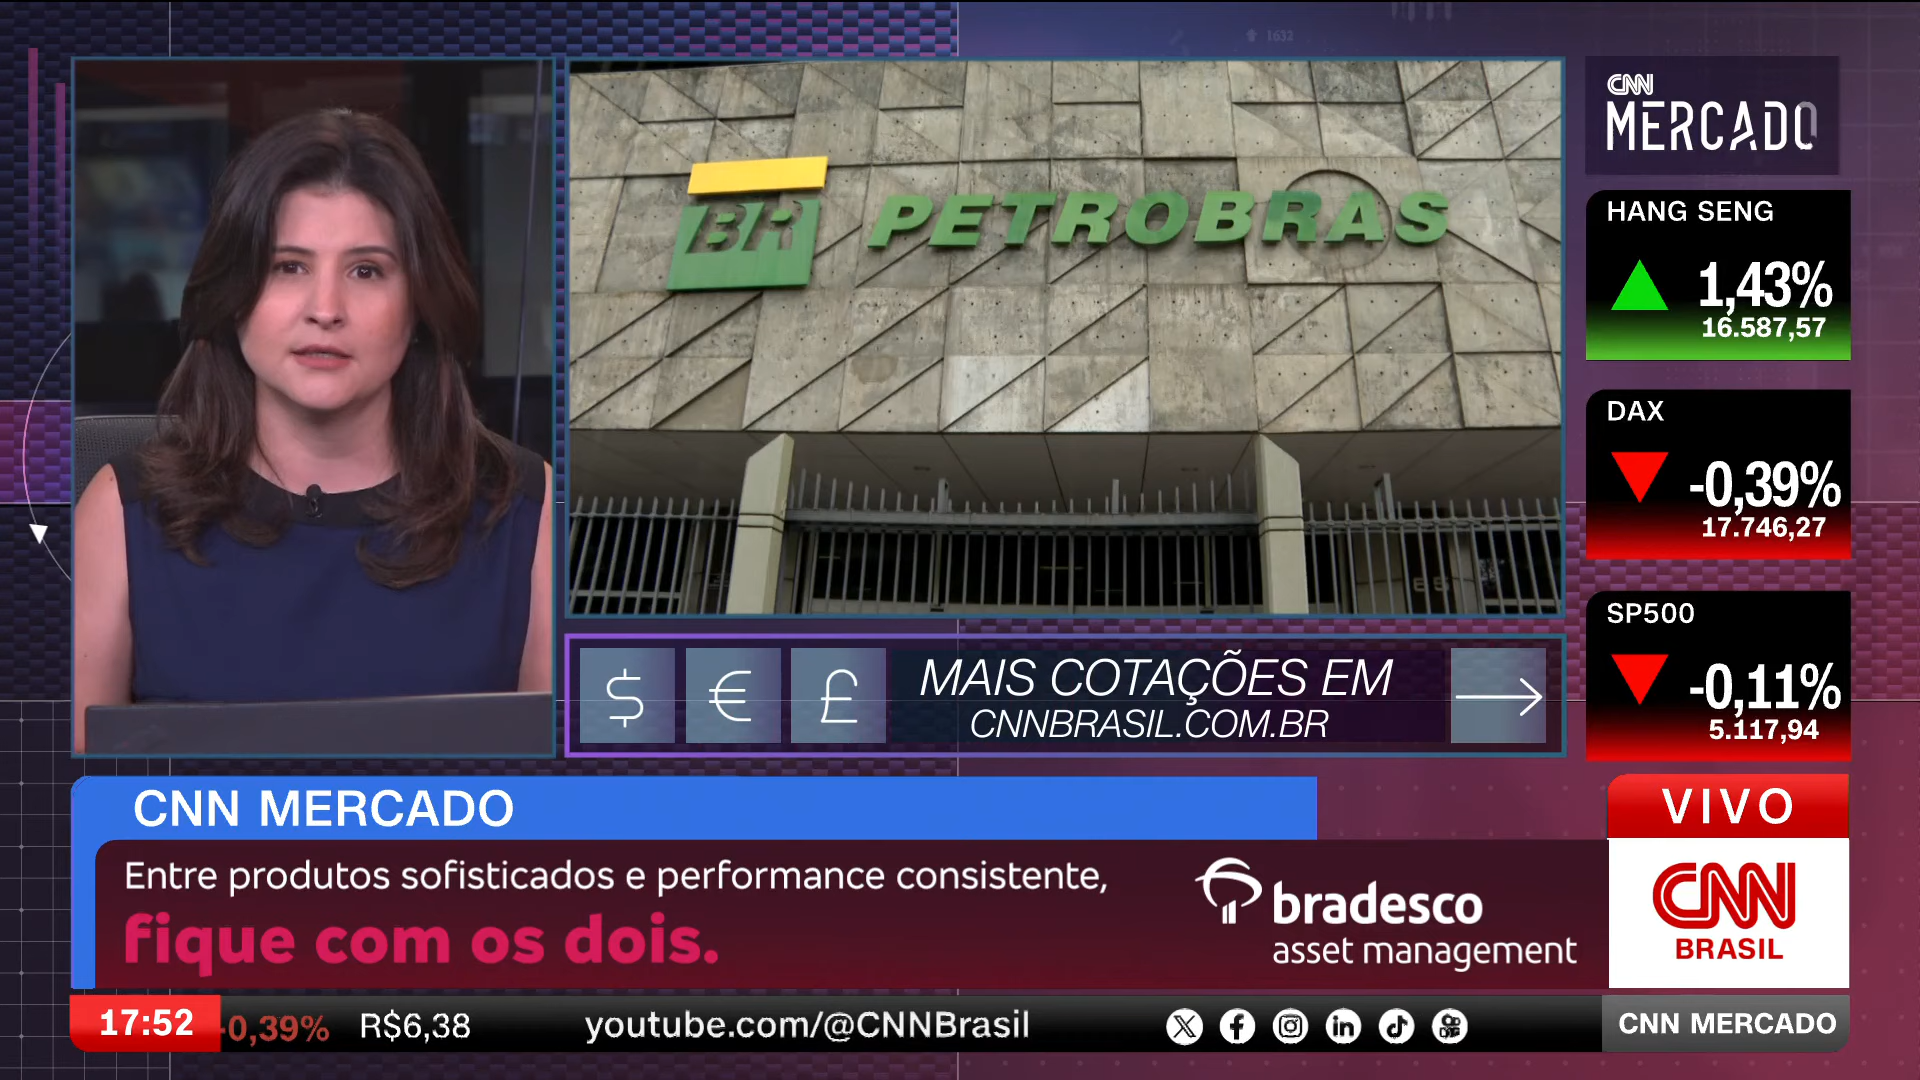 1632
BR PETROBRAS
65
CNN
MERCADO
HANG SENG
1,43%
16.587,57
DAX
-0,39%
17.746,27
SP500
-0,11%
5.117,94
$ € £
MAIS COTAÇÕES EM
CNNBRASIL.COM.BR
CNN MERCADO
Entre produtos sofisticados e performance consistente,
fique com os dois.
bradesco
asset management
VIVO
CNN
BRASIL
17:52
-0,39% R$6,38
youtube.com/@CNNBrasil
CNN MERCADO